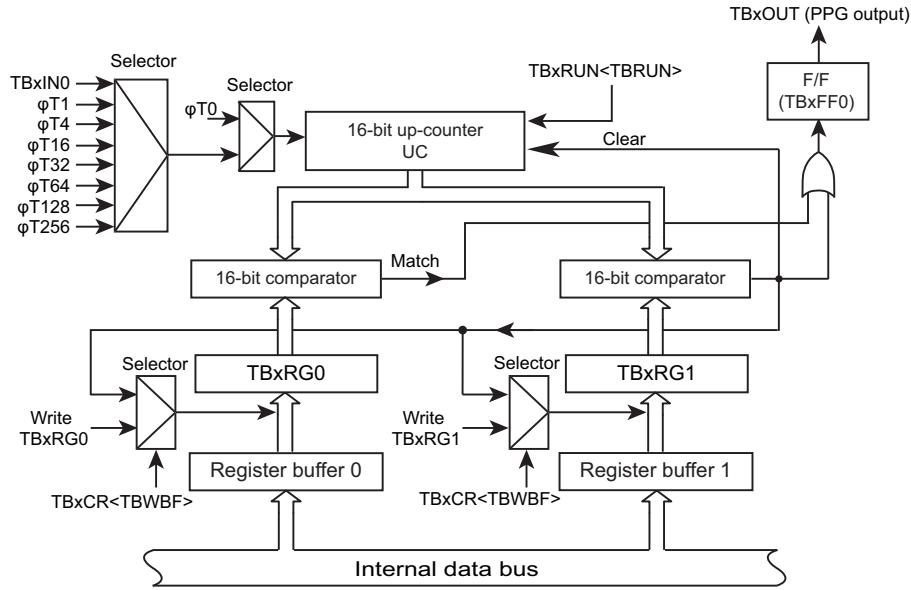 TBxOUT (PPG output)
Selector
TBxIN0
φT1
φT4
φT16
φT32
φT64
φT128
φT256
Selector
φT0
16-bit up-counter
UC
TBxRUN<TBRUN>
Clear
F/F
(TBxFF0)
16-bit comparator
Match
16-bit comparator
Selector
TBxRG0
Write
TBxRG0
TBxCR<TBWBF>
Register buffer 0
Selector
TBxRG1
Write
TBxRG1
TBxCR<TBWBF>
Register buffer 1
Internal data bus